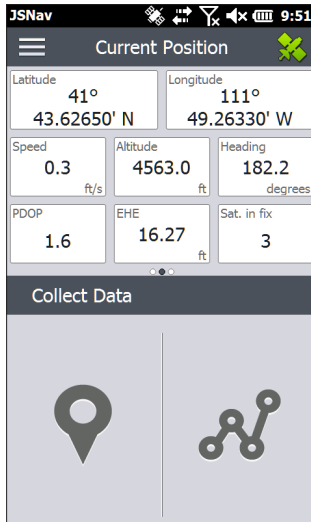 JSNav 9:51
Current Position
Latitude Longitude
41° 111°
43.62650' N 49.26330' W
Speed Altitude Heading
0.3 4563.0 182.2
ft/s ft degrees
PDOP EHE Sat. in fix
1.6 16.27 3
ft
Collect Data